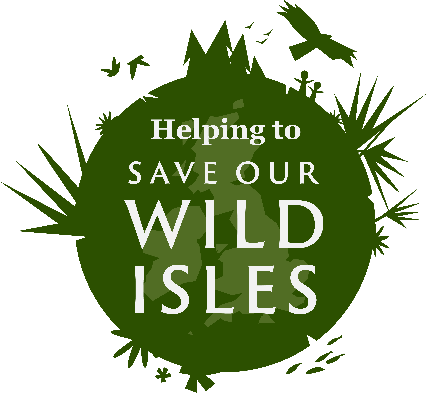 Helping to
SAVE OUR
WILD
ISLES